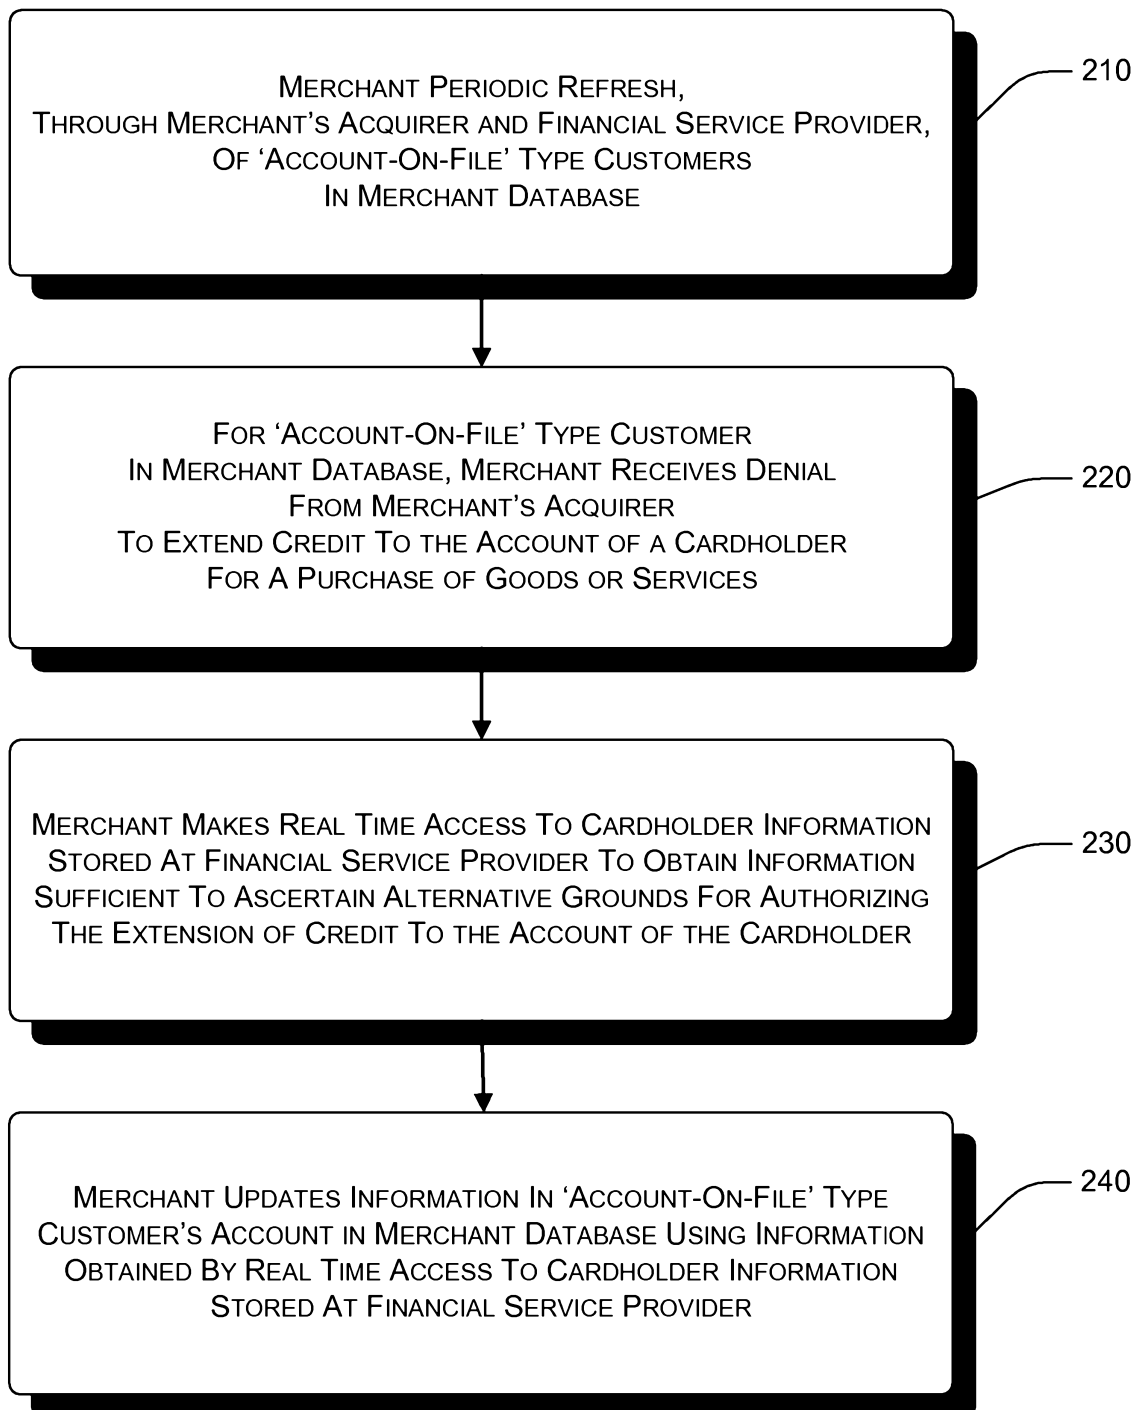 MERCHANT PERIODIC REFRESH,
THROUGH MERCHANT'S ACQUIRER AND FINANCIAL SERVICE PROVIDER,
OF ‘ACCOUNT-ON-FILE’ TYPE CUSTOMERS
IN MERCHANT DATABASE
210
FOR ‘ACCOUNT-ON-FILE’ TYPE CUSTOMER
IN MERCHANT DATABASE, MERCHANT RECEIVES DENIAL
FROM MERCHANT'S ACQUIRER
TO EXTEND CREDIT TO THE ACCOUNT OF A CARDHOLDER
FOR A PURCHASE OF GOODS OR SERVICES
220
MERCHANT MAKES REAL TIME ACCESS TO CARDHOLDER INFORMATION
STORED AT FINANCIAL SERVICE PROVIDER TO OBTAIN INFORMATION
SUFFICIENT TO ASCERTAIN ALTERNATIVE GROUNDS FOR AUTHORIZING
THE EXTENSION OF CREDIT TO THE ACCOUNT OF THE CARDHOLDER
230
MERCHANT UPDATES INFORMATION IN ‘ACCOUNT-ON-FILE’ TYPE
CUSTOMER'S ACCOUNT IN MERCHANT DATABASE USING INFORMATION
OBTAINED BY REAL TIME ACCESS TO CARDHOLDER INFORMATION
STORED AT FINANCIAL SERVICE PROVIDER
240